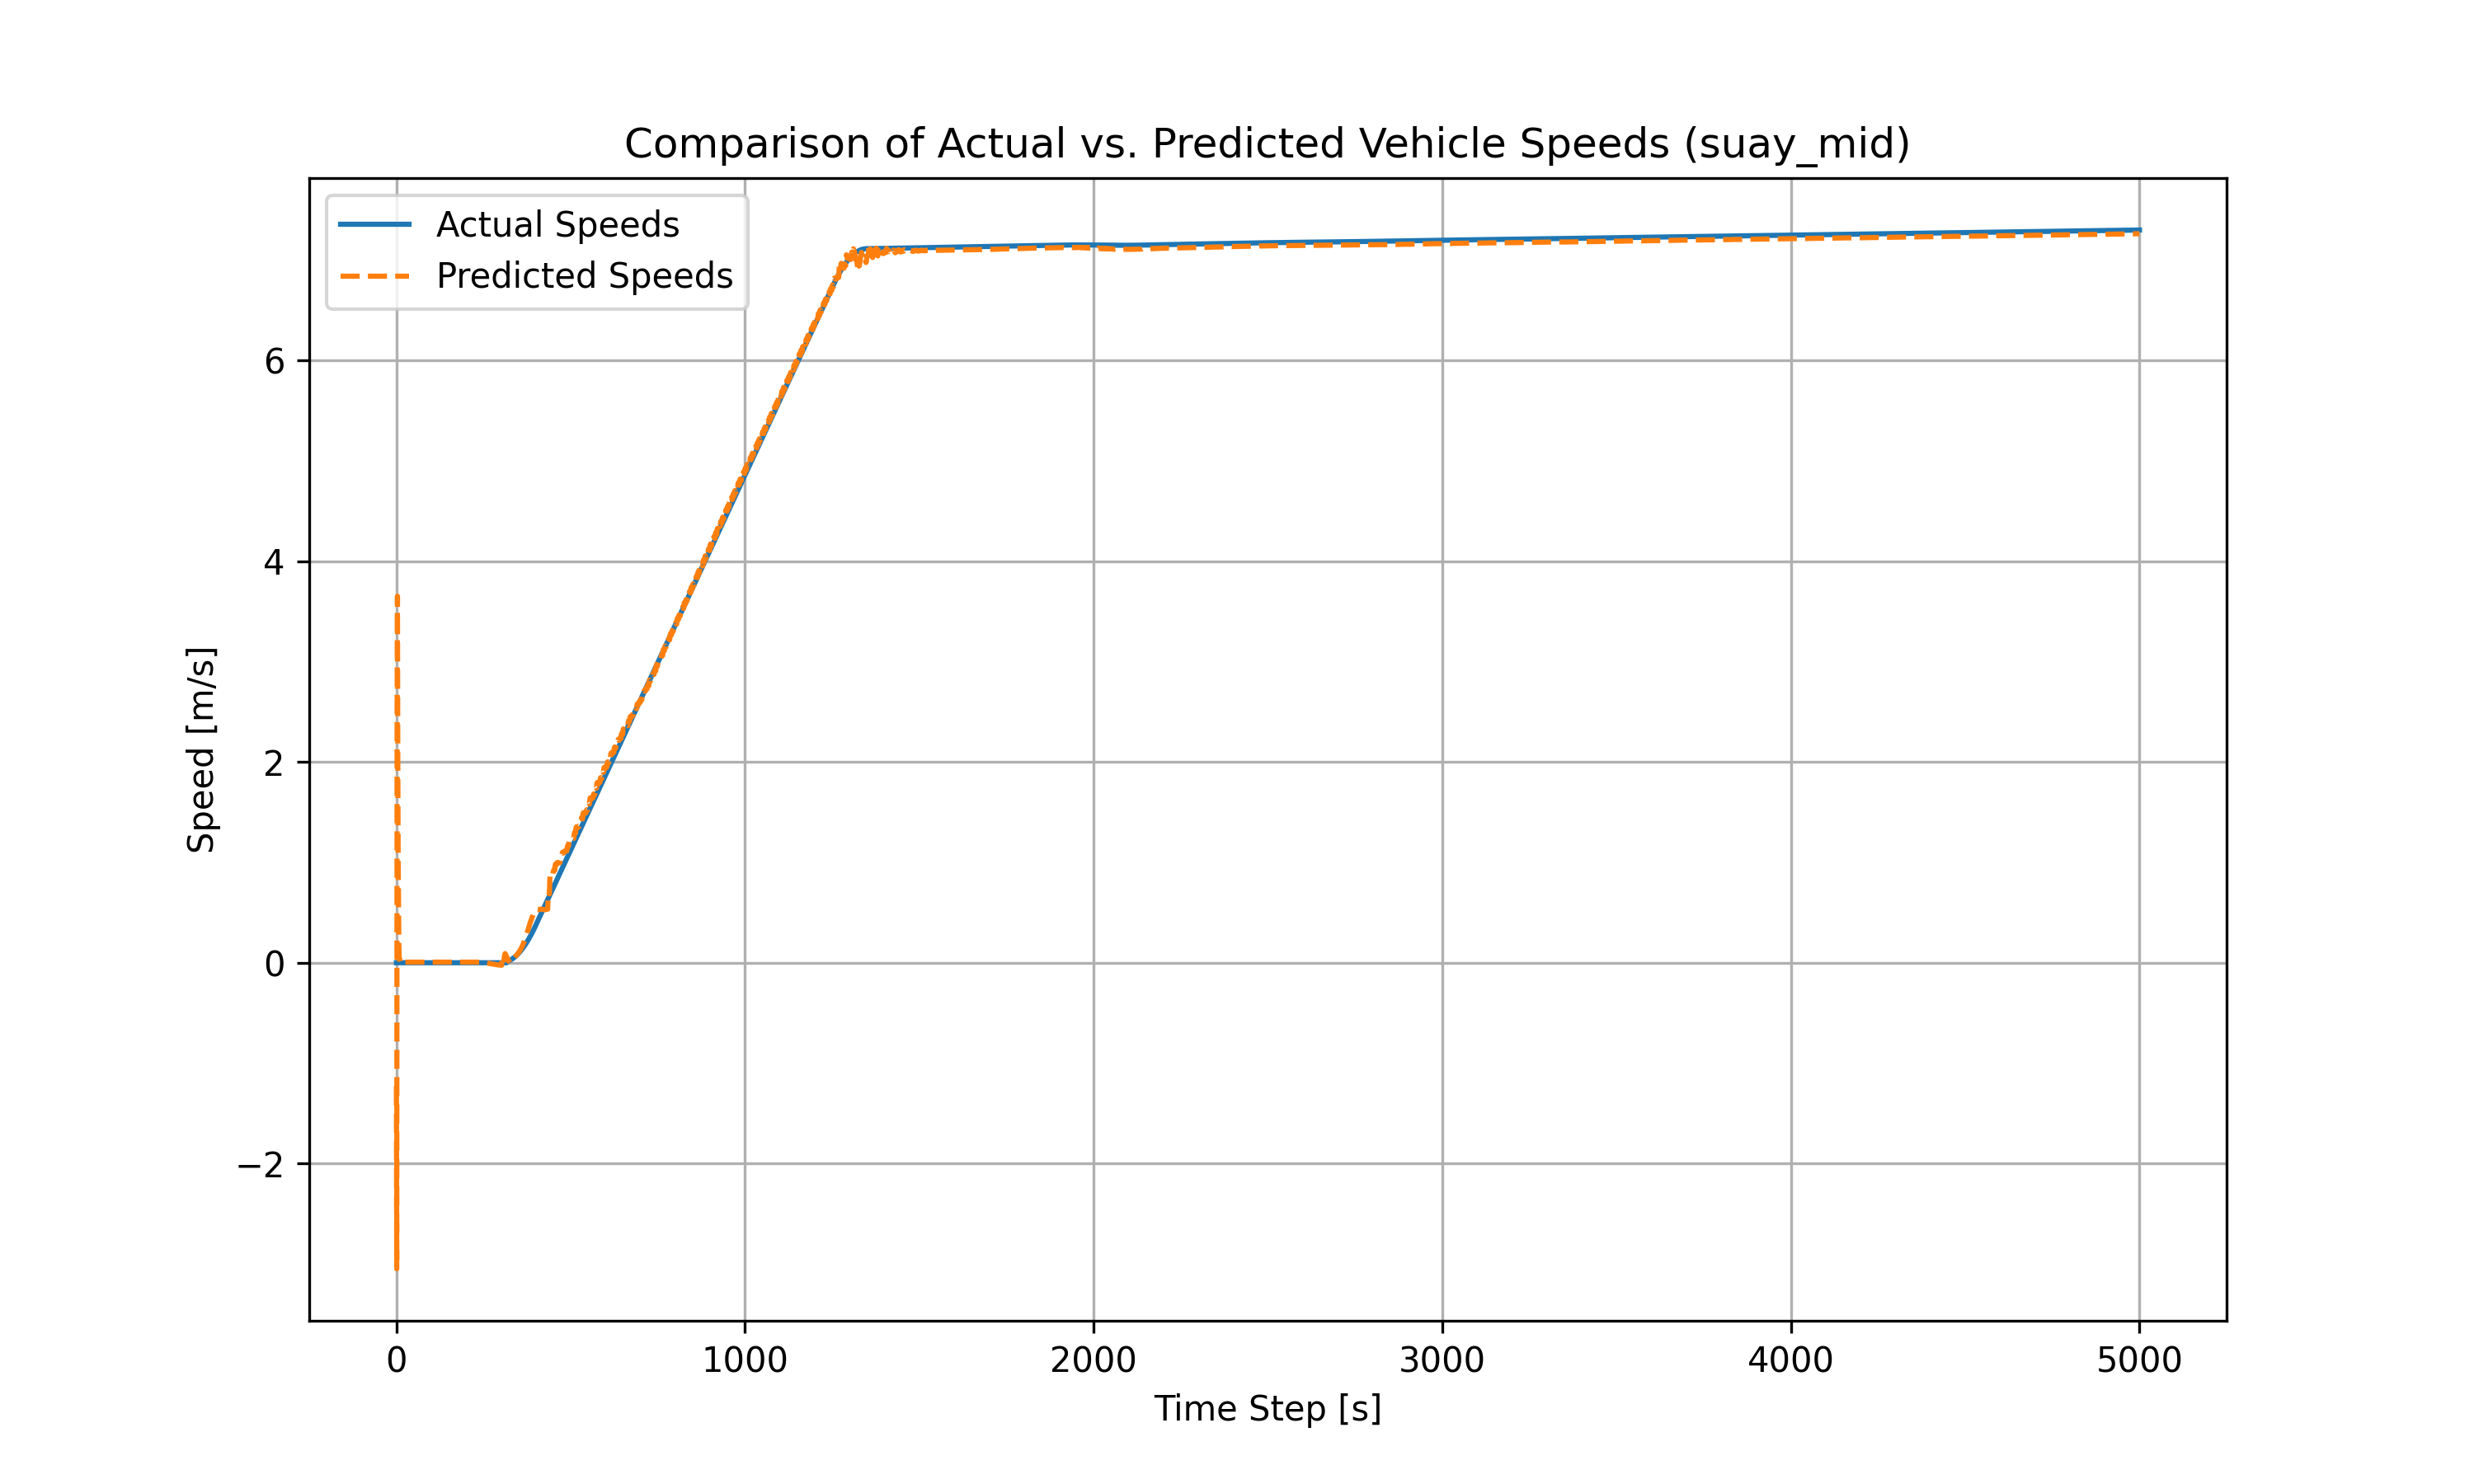 Comparison of Actual vs. Predicted Vehicle Speeds (suay_mid)
Actual Speeds
Predicted Speeds
Speed [m/s]
6
4
2
0
−2
0 1000 2000 3000 4000 5000
Time Step [s]